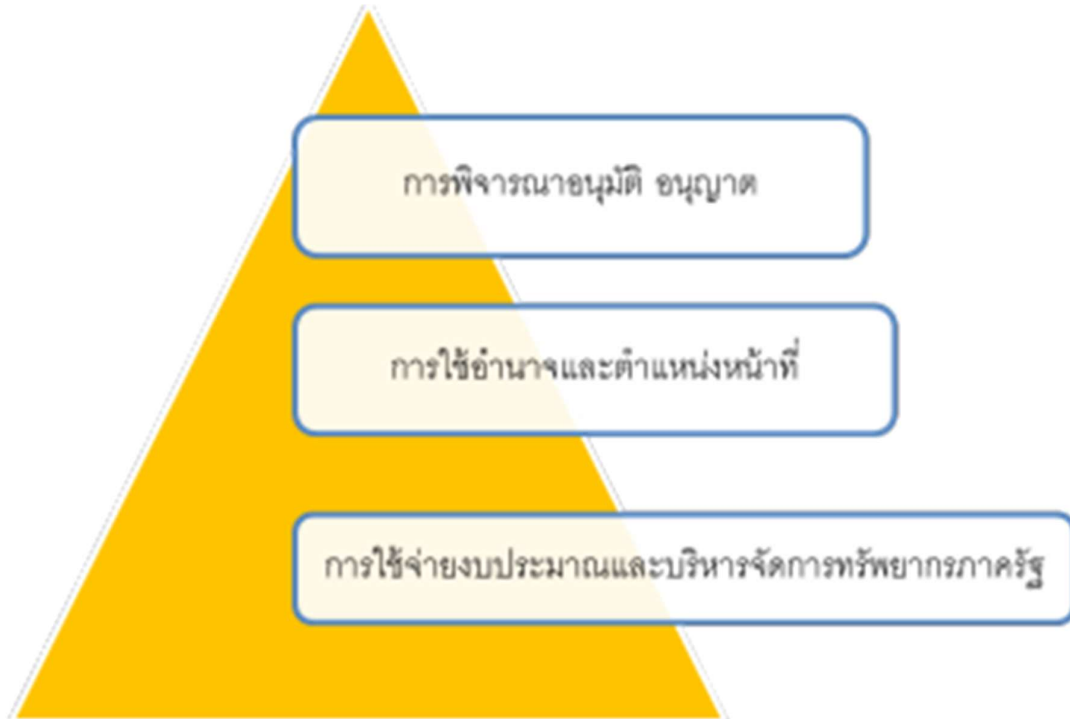 การพิจารณาอนุมัติ อนุญาต
การใช้อำนาจและตำแหน่งหน้าที่
การใช้จ่ายงบประมาณและบริหารจัดการทรัพยากรภาครัฐ